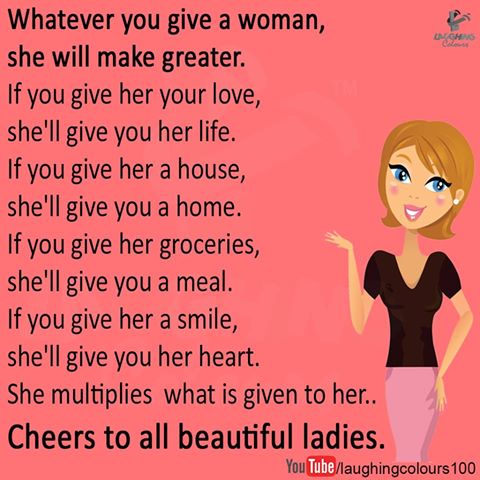 Whatever you give a woman,
she will make greater.
If you give her your love,
she'll give you her life.
If you give her a house,
she'll give you a home.
If you give her groceries,
she'll give you a meal.
If you give her a smile,
she'll give you her heart.
She multiplies  what is given to her..
Cheers to all beautiful ladies.
YouTube/laughingcolours100
LAUGHING
Colours
TM